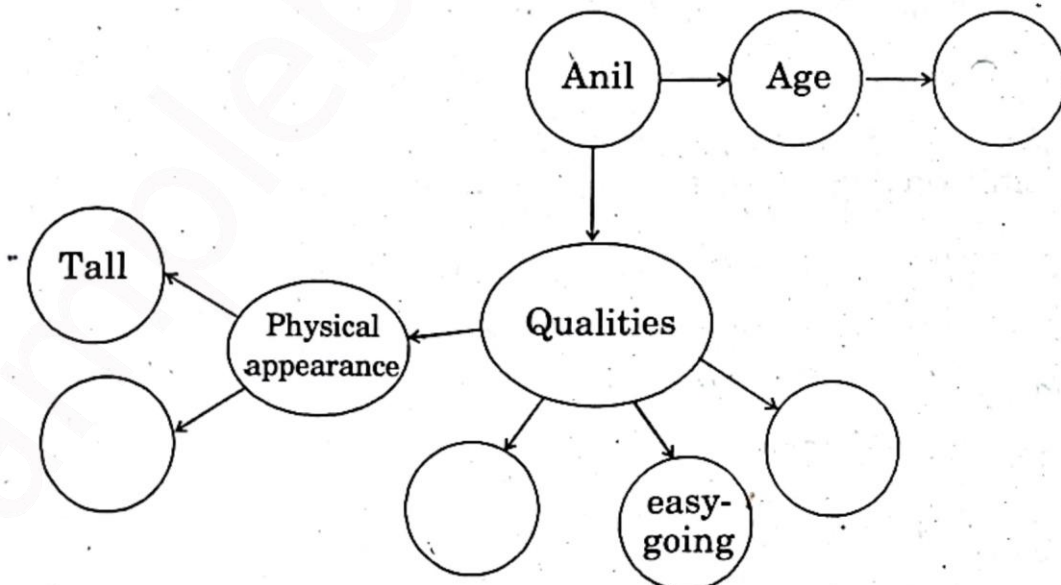 Anil
Age
Tall
Physical
appearance
Qualities
easy-
going